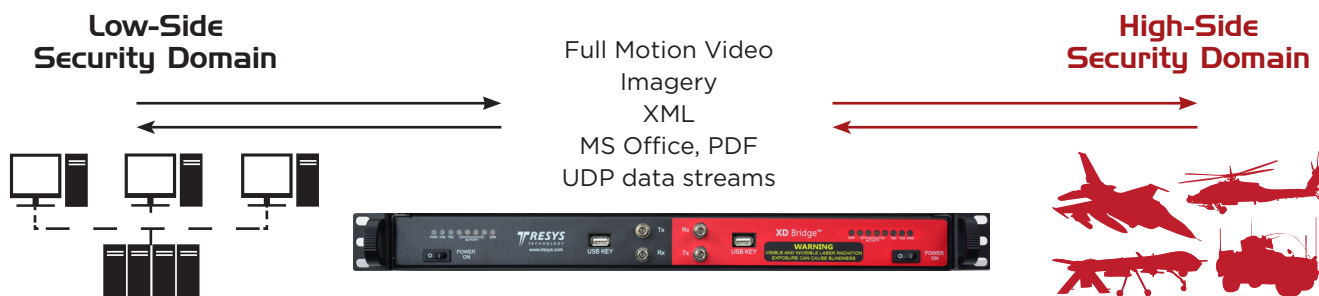 Low-Side
Security Domain
Full Motion Video
Imagery
XML
MS Office, PDF
UDP data streams
High-Side
Security Domain
TRESYS
TECHNOLOGY
www.tresys.com
POWER
ON
USB KEY
Tx
Rx
Rx
Tx
USB KEY
XD Bridge™
ACTIVITY
ACTIVITY
WARNING
VISIBLE AND INVISIBLE LASER RADIATION
EXPOSURE CAN CAUSE BLINDNESS
POWER
ON